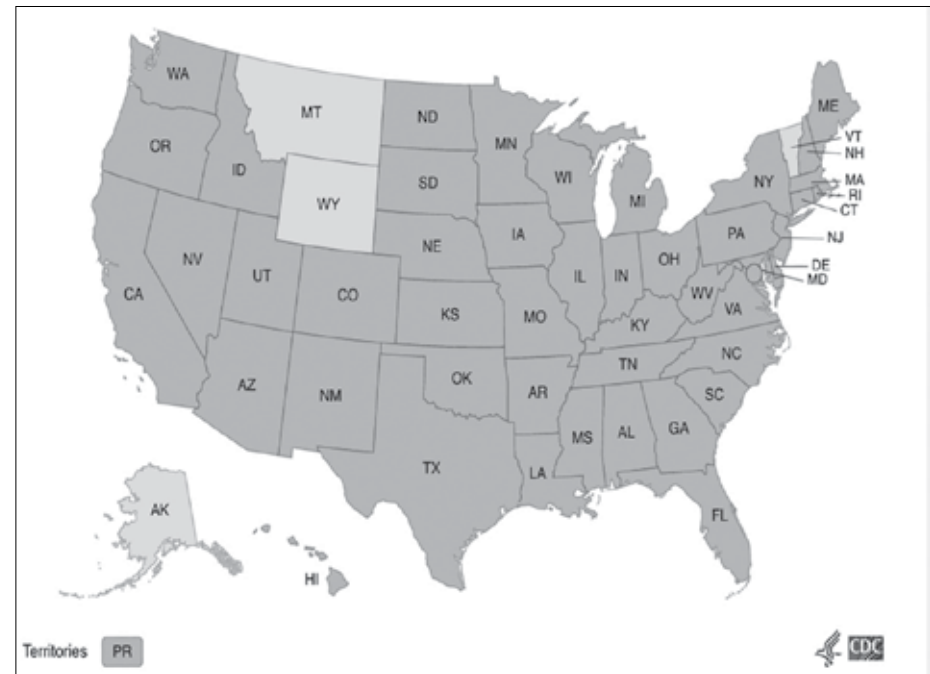 WA
MT
ND
MN
ME
OR
ID
SD
WI
VT
NH
WY
MI
NY
MA
RI
CT
NE
IA
PA
NJ
NV
UT
CO
IL
IN
OH
DE
MD
CA
KS
MO
WV
VA
KY
NC
AZ
NM
OK
AR
TN
SC
MS
AL
GA
TX
LA
FL
AK
HI
Territories PR
CDC